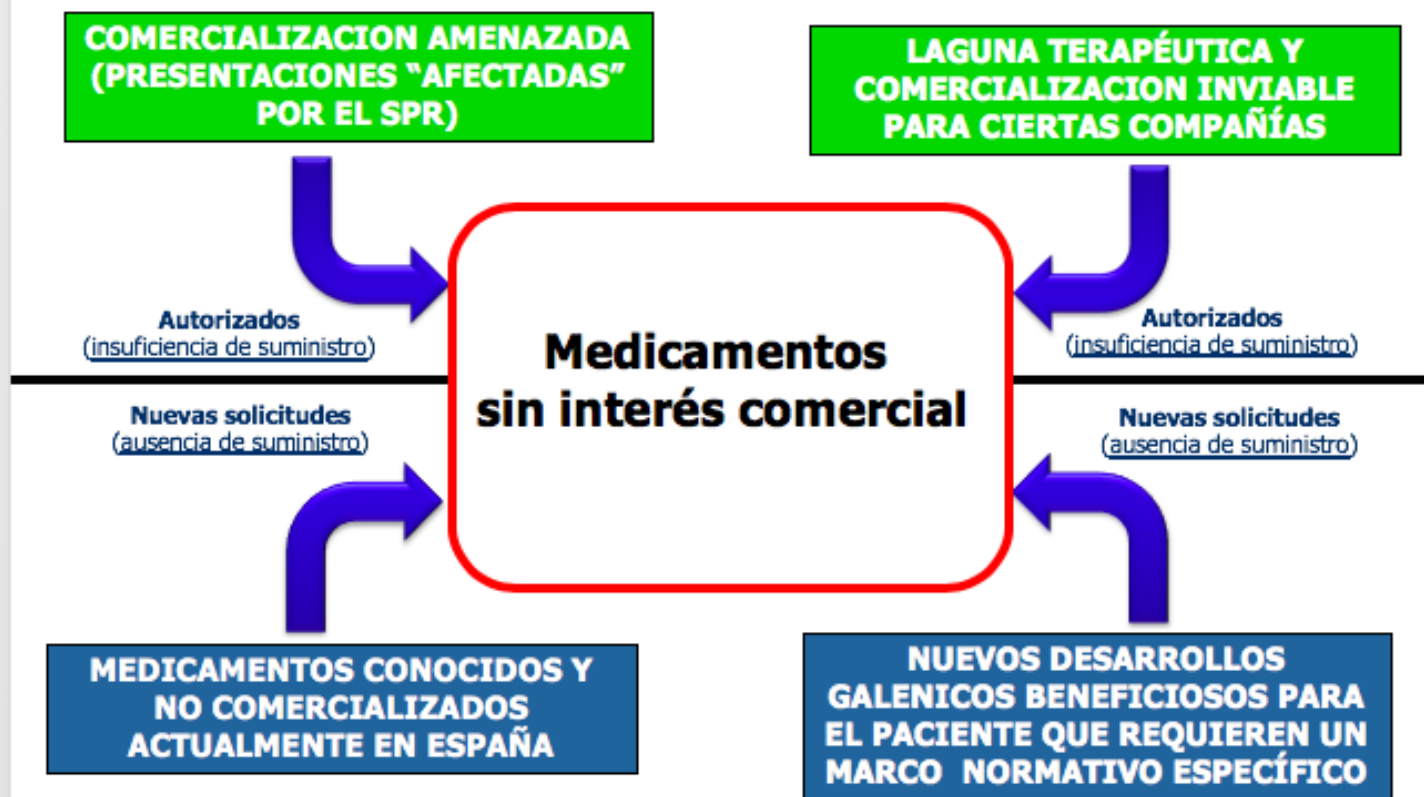 COMERCIALIZACION AMENAZADA
(PRESENTACIONES “AFECTADAS”
POR EL SPR)
LAGUNA TERAPÉUTICA Y
COMERCIALIZACION INVIABLE
PARA CIERTAS COMPAÑÍAS
Autorizados
(insuficiencia de suministro)
Autorizados
(insuficiencia de suministro)
Medicamentos
sin interés comercial
Nuevas solicitudes
(ausencia de suministro)
Nuevas solicitudes
(ausencia de suministro)
MEDICAMENTOS CONOCIDOS Y
NO COMERCIALIZADOS
ACTUALMENTE EN ESPAÑA
NUEVOS DESARROLLOS
GALENICOS BENEFICIOSOS PARA
EL PACIENTE QUE REQUIEREN UN
MARCO NORMATIVO ESPECÍFICO